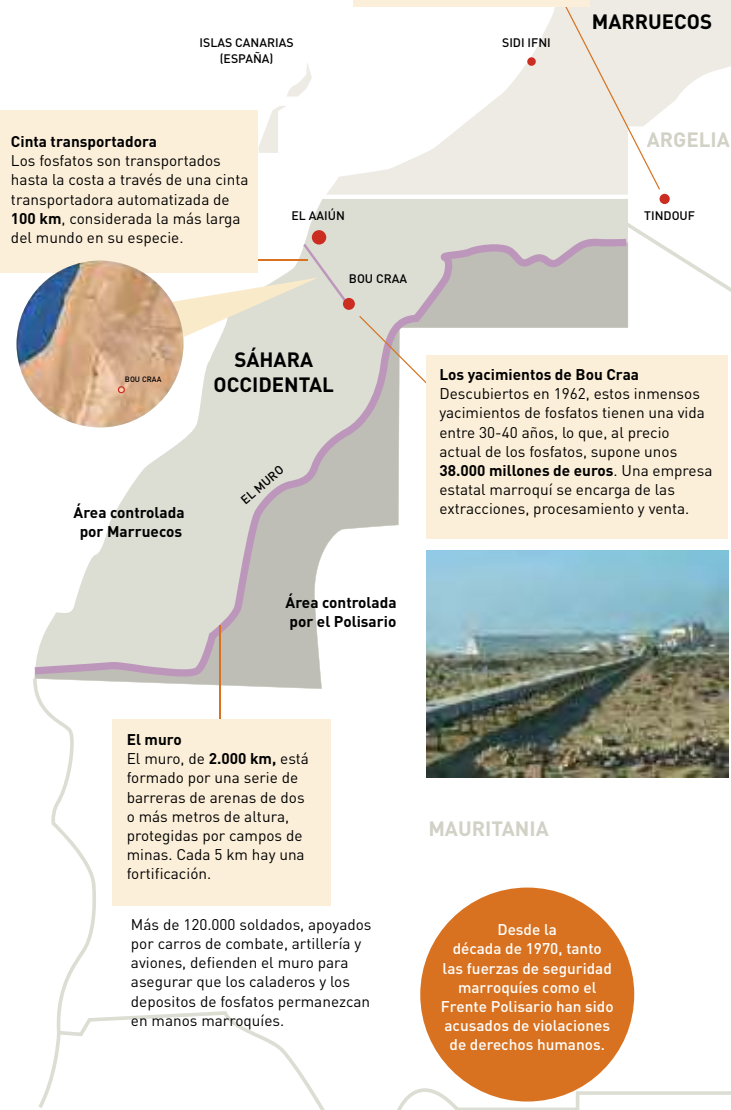 MARRUECOS
ISLAS CANARIAS
(ESPAÑA)
SIDI IFNI
ARGELIA
Cinta transportadora
Los fosfatos son transportados
hasta la costa a través de una cinta
transportadora automatizada de
100 km, considerada la más larga
del mundo en su especie.
EL AAIÚN
TINDOUF
BOU CRAA
BOU CRAA
SÁHARA
OCCIDENTAL
Los yacimientos de Bou Craa
Descubiertos en 1962, estos inmensos
yacimientos de fosfatos tienen una vida
entre 30-40 años, lo que, al precio
actual de los fosfatos, supone unos
38.000 millones de euros. Una empresa
estatal marroquí se encarga de las
extracciones, procesamiento y venta.
EL MURO
Área controlada
por Marruecos
Área controlada
por el Polisario
El muro
El muro, de 2.000 km, está
formado por una serie de
barreras de arenas de dos
o más metros de altura,
protegidas por campos de
minas. Cada 5 km hay una
fortificación.
MAURITANIA
Más de 120.000 soldados, apoyados
por carros de combate, artillería y
aviones, defienden el muro para
asegurar que los caladeros y los
depositos de fosfatos permanezcan
en manos marroquíes.
Desde la
década de 1970, tanto
las fuerzas de seguridad
marroquíes como el
Frente Polisario han sido
acusados de violaciones
de derechos humanos.